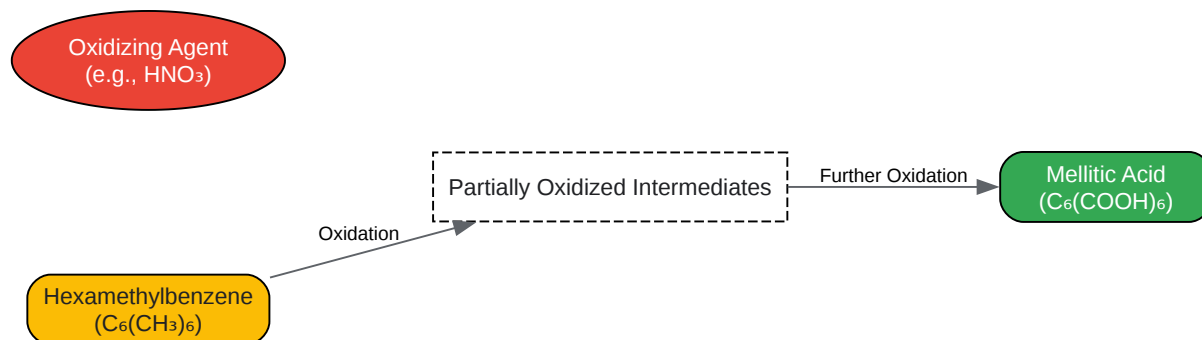 Oxidizing Agent
(e.g., HNO₃)
Partially Oxidized Intermediates
Further Oxidation
Mellitic Acid
(C₆(COOH)₆)
Oxidation
Hexamethylbenzene
(C₆(CH₃)₆)